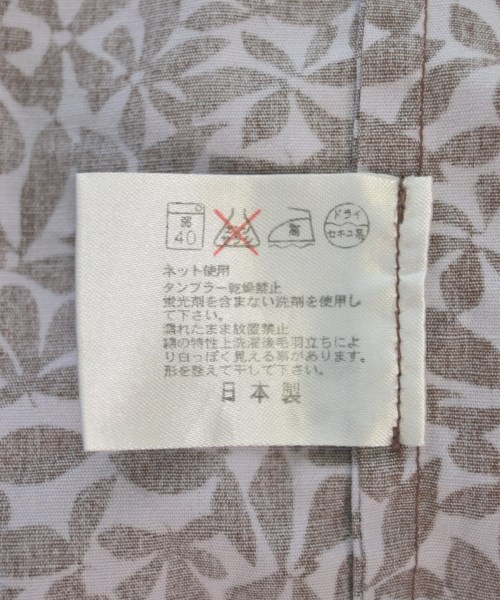 弱
40
高
ドライ
セキユ系
ネット使用
タンブラー乾燥禁止
蛍光剤を含まない洗剤を使用し
て下さい。
濡れたまま放置禁止
綿の特性上洗濯後毛羽立ちによ
り白っぽく見える事があります。
形を整えて干して下さい。
日本製